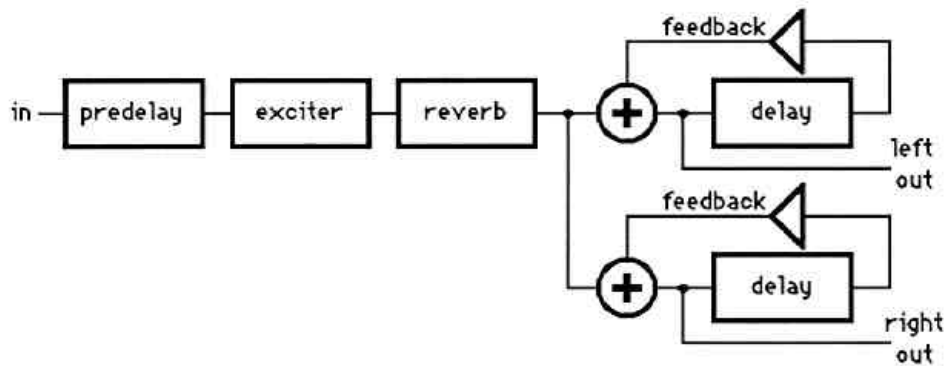 feedback
in
predelay
exciter
reverb
+
delay
left
out
feedback
+
delay
right
out